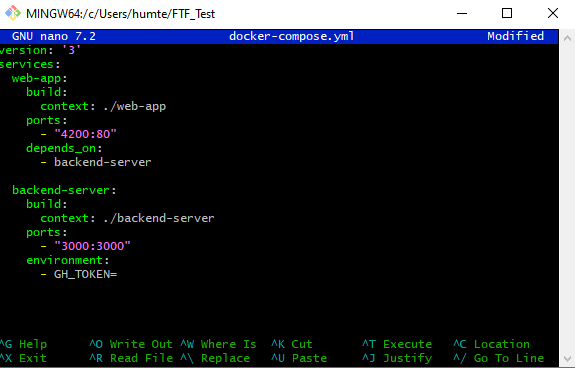 MINGW64:/c/Users/humte/FTF_Test
GNU nano 7.2 docker-compose.yml Modified
version: '3'
services:
  web-app:
    build:
      context: ./web-app
    ports:
      - "4200:80"
    depends_on:
      - backend-server

  backend-server:
    build:
      context: ./backend-server
    ports:
      - "3000:3000"
    environment:
      - GH_TOKEN=
^G Help ^O Write Out ^W Where Is ^K Cut ^T Execute ^C Location
^X Exit ^R Read File ^\ Replace ^U Paste ^J Justify ^/ Go To Line